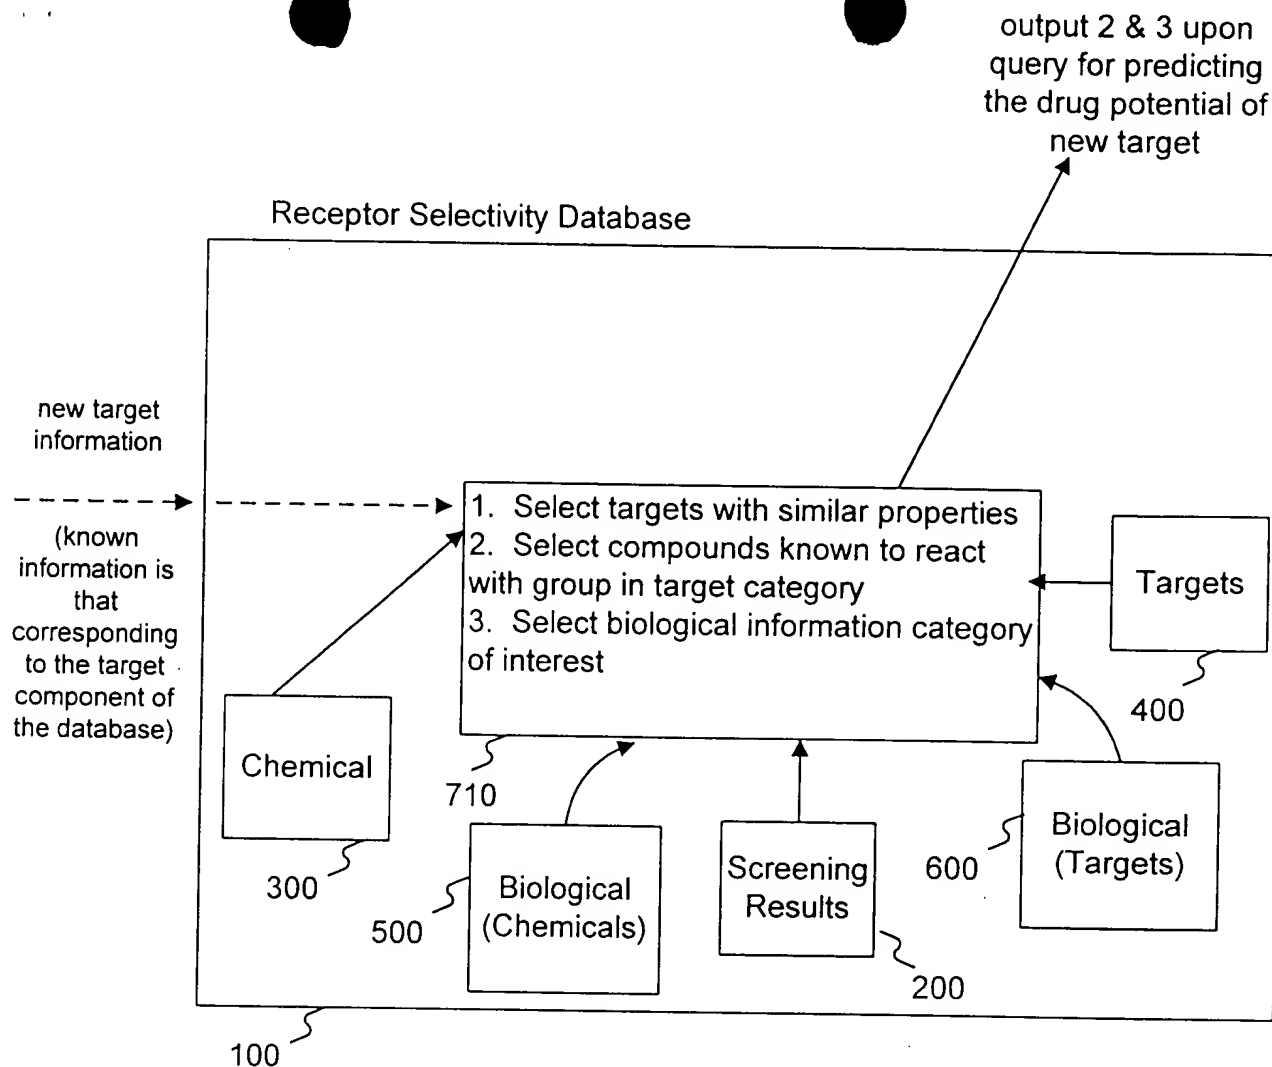 output 2 & 3 upon
query for predicting
the drug potential of
new target
Receptor Selectivity Database
new target
information
(known
information is
that
corresponding
to the target
component of
the database)
1. Select targets with similar properties
2. Select compounds known to react
with group in target category
3. Select biological information category
of interest
Targets
400
Chemical
300
710
Biological
(Chemicals)
500
Screening
Results
200
Biological
(Targets)
600
100